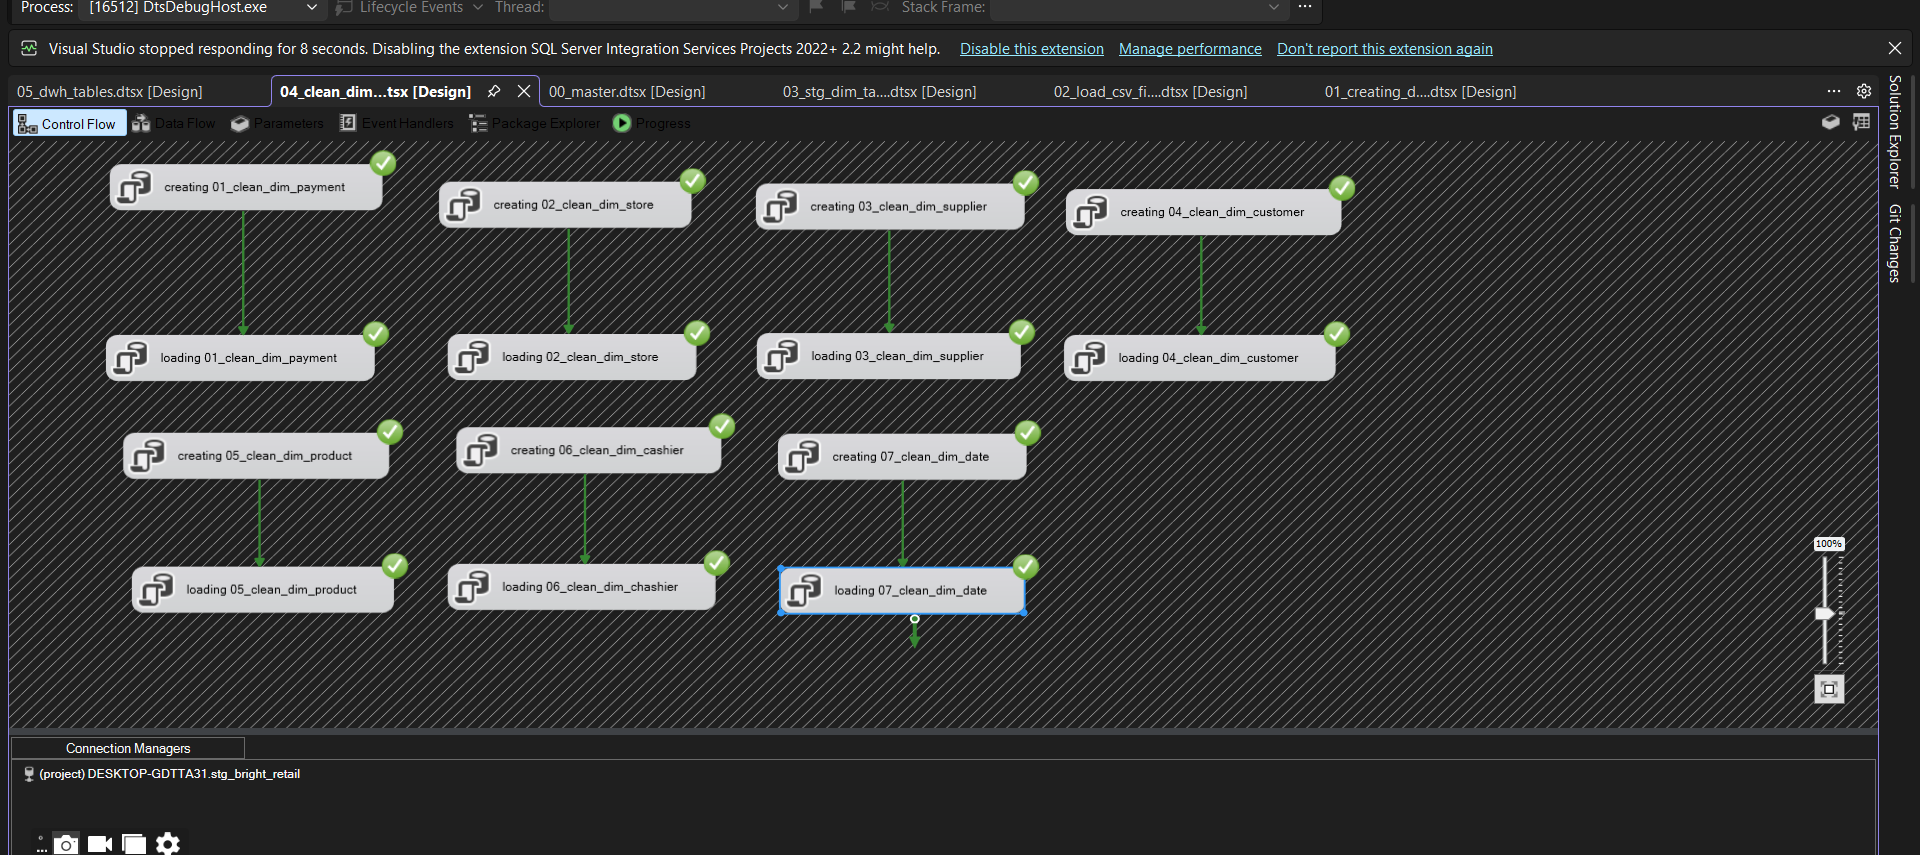 Process: [16512] DtsDebugHost.exe Lifecycle Events Thread: Stack Frame:
Visual Studio stopped responding for 8 seconds. Disabling the extension SQL Server Integration Services Projects 2022+ 2.2 might help. Disable this extension Manage performance Don't report this extension again
05_dwh_tables.dtsx [Design] 04_clean_dim...tsx [Design] 00_master.dtsx [Design] 03_stg_dim_ta....dtsx [Design] 02_load_csv_fi....dtsx [Design] 01_creating_d....dtsx [Design]
Control Flow Data Flow Parameters Event Handlers Package Explorer Progress
creating 01_clean_dim_payment
creating 02_clean_dim_store
creating 03_clean_dim_supplier
creating 04_clean_dim_customer
loading 01_clean_dim_payment
loading 02_clean_dim_store
loading 03_clean_dim_supplier
loading 04_clean_dim_customer
creating 05_clean_dim_product
creating 06_clean_dim_cashier
creating 07_clean_dim_date
loading 05_clean_dim_product
loading 06_clean_dim_chashier
loading 07_clean_dim_date
100%
Connection Managers
(project) DESKTOP-GDTTA31.stg_bright_retail
Solution Explorer
Git Changes